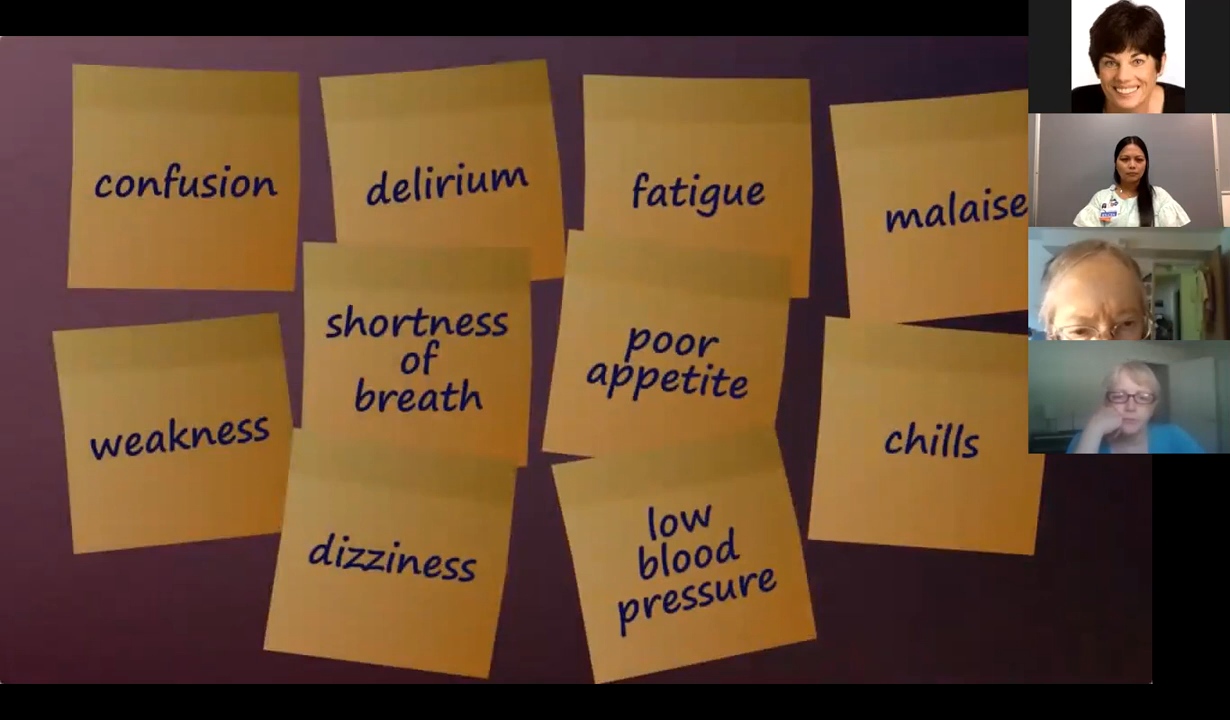 confusion
delirium
fatigue
malaise
weakness
shortness
of
breath
poor
appetite
chills
dizziness
low
blood
pressure